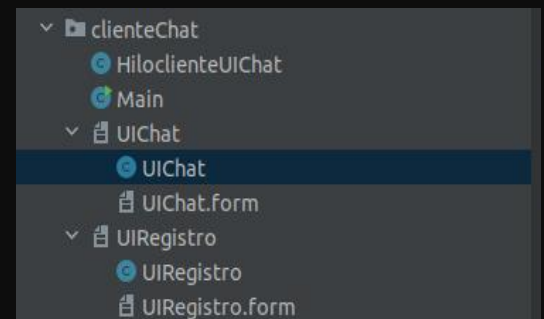 clienteChat
HiloclienteUIChat
Main
UIChat
UIChat
UIChat.form
UIRegistro
UIRegistro
UIRegistro.form